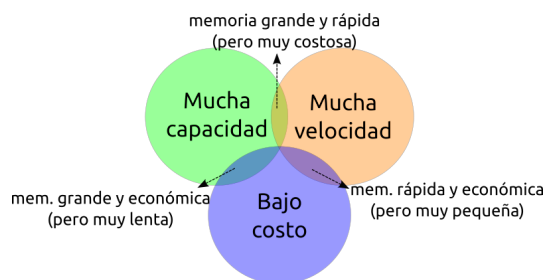 memoria grande y rápida
(pero muy costosa)
Mucha
capacidad
Mucha
velocidad
mem. grande y económica
(pero muy lenta)
Bajo
costo
mem. rápida y económica
(pero muy pequeña)